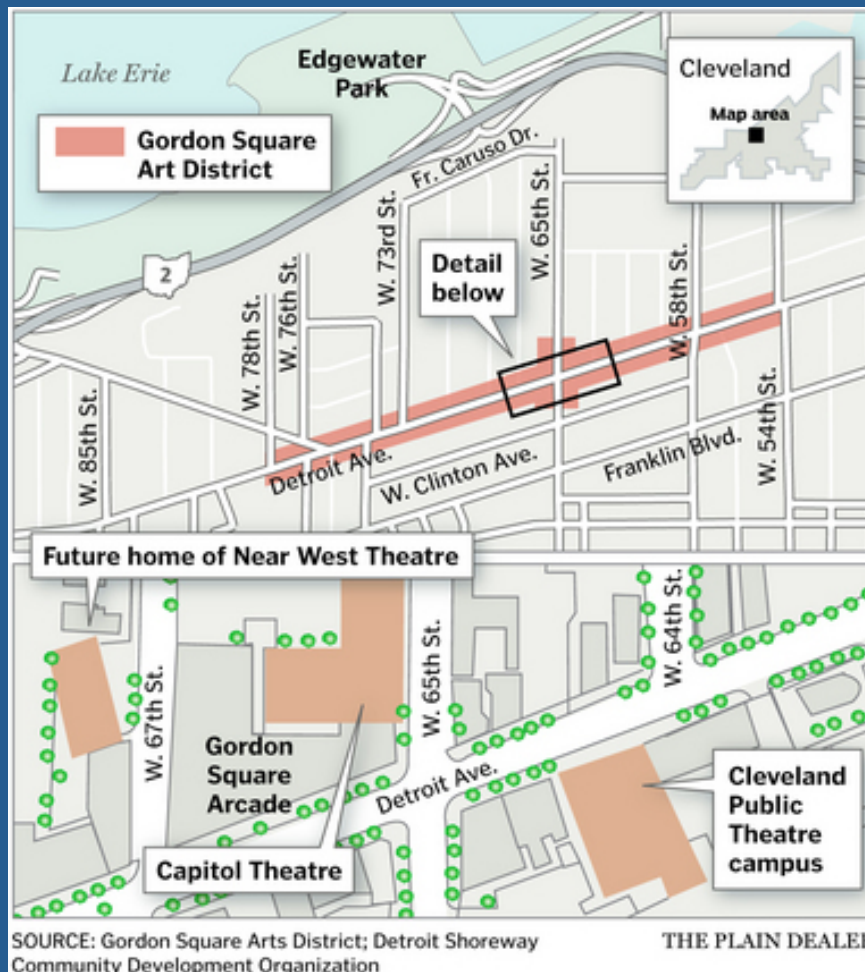 Lake Erie
Edgewater
Park
Cleveland
Map area
Gordon Square
Art District
Fr. Caruso Dr.
2
W. 73rd St.
W. 65th St.
Detail
below
W. 58th St.
W. 78th St.
W. 76th St.
W. 85th St.
Detroit Ave.
W. Clinton Ave.
Franklin Blvd.
W. 54th St.
Future home of Near West Theatre
W. 67th St.
W. 65th St.
W. 64th St.
Gordon
Square
Arcade
Detroit Ave.
Capitol Theatre
Cleveland
Public
Theatre
campus
SOURCE: Gordon Square Arts District; Detroit Shoreway
Community Development Organization
THE PLAIN DEALER